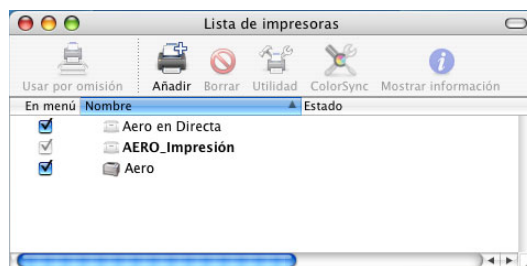 Lista de impresoras
Usar por omisión Añadir Borrar Utilidad ColorSync Mostrar información
En menú Nombre Estado
Aero en Directa
AERO_Impresión
Aero